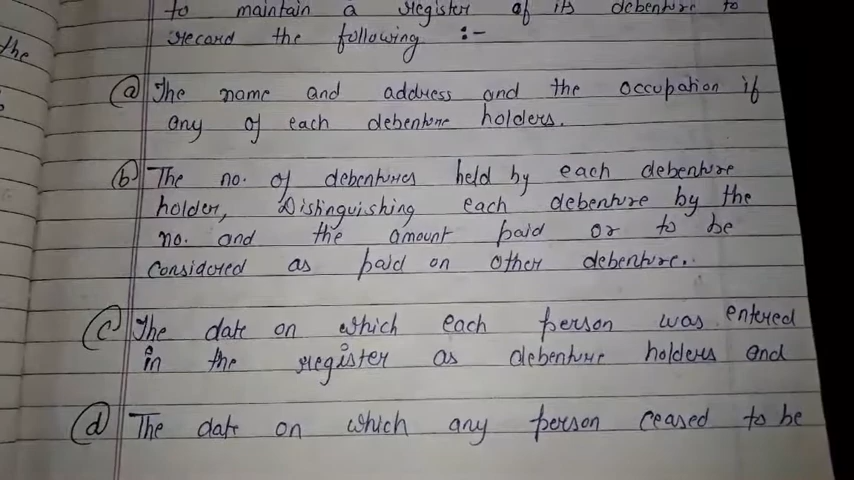 to maintain a register of its debenture to
record the following :-
the
(a) The name and address and the occupation if
any of each debenture holders.
(b) The no. of debentures held by each debenture
holder, Distinguishing each debenture by the
no. and the amount paid or to be
considered as paid on other debenture.
(c) The date on which each person was entered
in the register as debenture holders and
(d) The date on which any person ceased to be